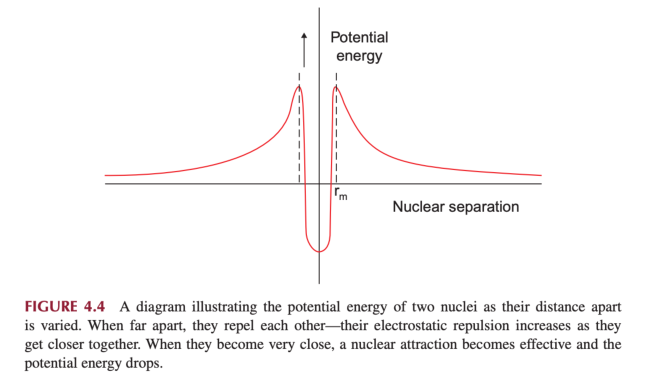 Potential
energy
rm
Nuclear separation
FIGURE 4.4 A diagram illustrating the potential energy of two nuclei as their distance apart
is varied. When far apart, they repel each other—their electrostatic repulsion increases as they
get closer together. When they become very close, a nuclear attraction becomes effective and the
potential energy drops.